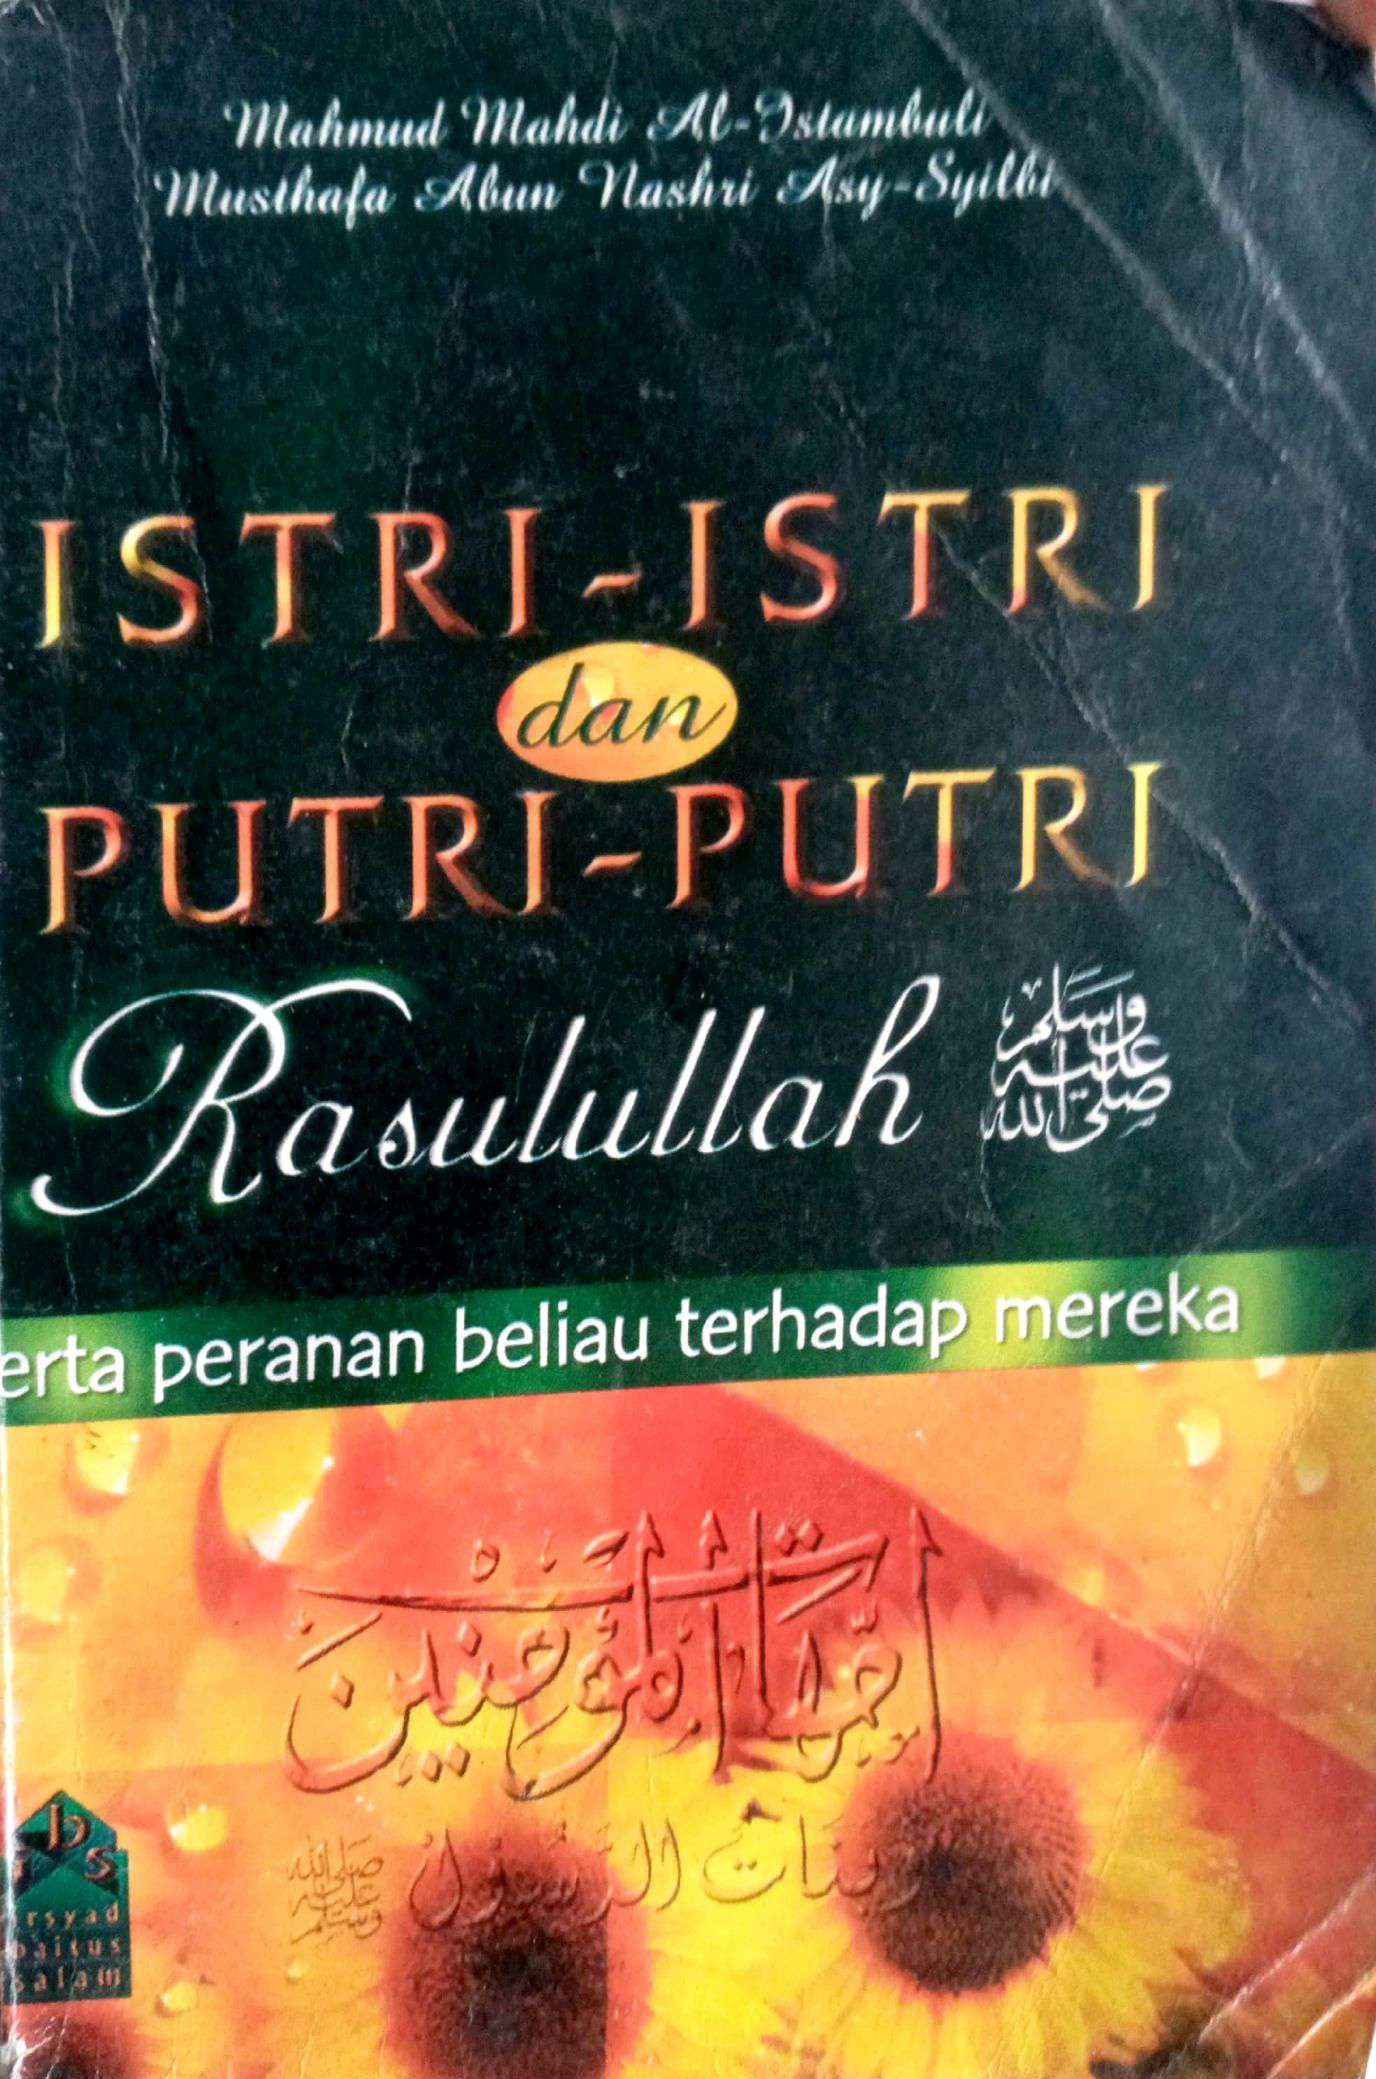 Mahmud Mahdi Al-Istambuli
Musthafa Abun Nashri Asy-Syilbi
ISTRI-ISTRI
dan
PUTRI-PUTRI
Rasulullah ﷺ
erta peranan beliau terhadap mereka
أمهات المؤمنين
وبنات الرسول ﷺ
b s
rsyad
baitus
salam